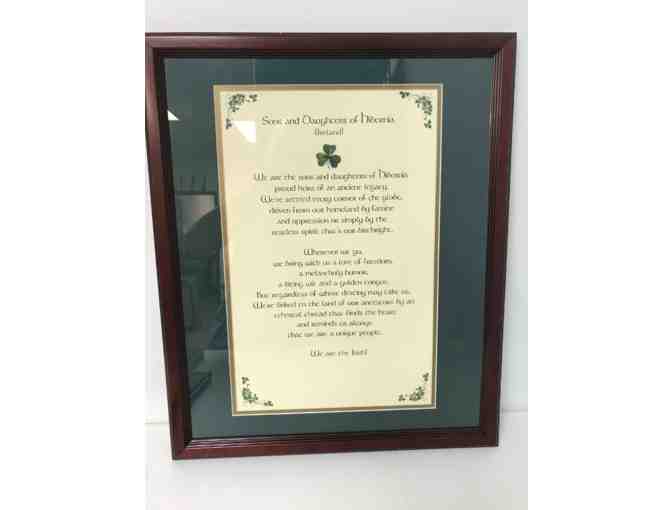 Sons and Daughters of Hibernia
(Ireland)
We are the sons and daughters of Hibernia
proud heirs of an ancient legacy.
We've settled every corner of the globe,
driven from our homeland by famine
and oppression or simply by the
restless spirit that's our birthright.
Wherever we go,
we bring with us a love of freedom,
a melancholy humor,
a biting wit and a golden tongue.
But regardless of where destiny may take us,
We're linked to the land of our ancestors by an
ethereal thread that finds the heart
and reminds us always
that we are a unique people.
We are the Irish!